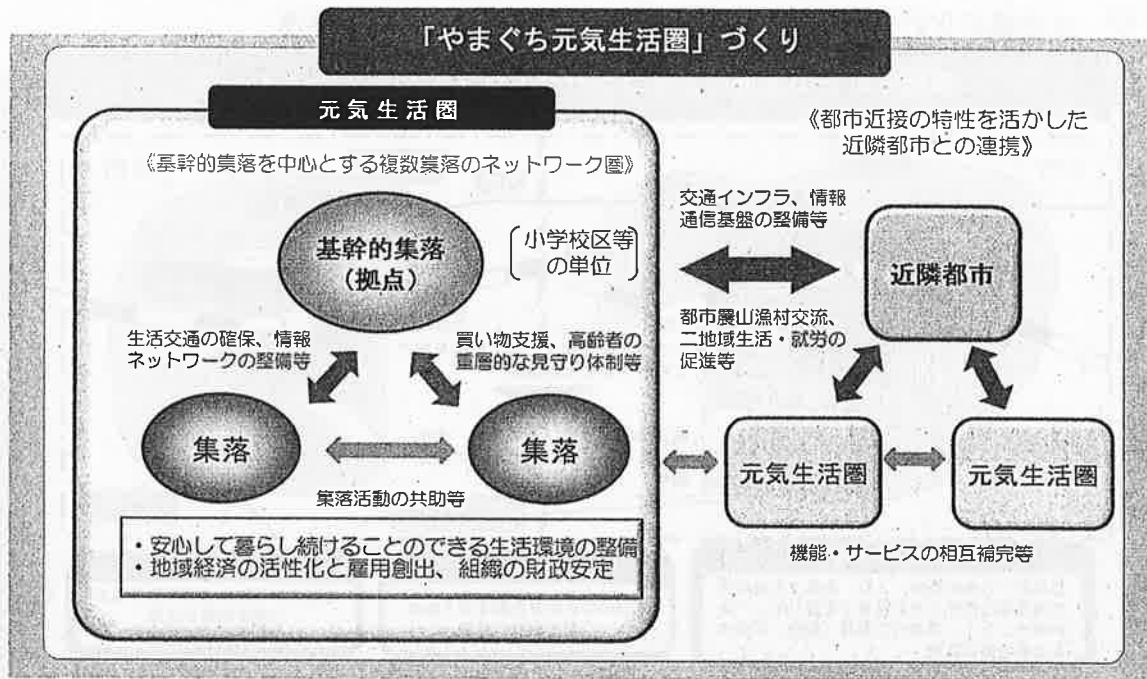 「やまぐち元気生活圏」づくり
元気生活圏
《基幹的集落を中心とする複数集落のネットワーク圏》
基幹的集落
(拠点)
小学校区等
の単位
生活交通の確保、情報
ネットワークの整備等
買い物支援、高齢者の
重層的な見守り体制等
集落
集落
集落活動の共助等
・安心して暮らし続けることのできる生活環境の整備
・地域経済の活性化と雇用創出、組織の財政安定
《都市近接の特性を活かした
近隣都市との連携》
交通インフラ、情報
通信基盤の整備等
近隣都市
都市農山漁村交流、
二地域生活・就労の
促進等
元気生活圏
元気生活圏
機能・サービスの相互補完等